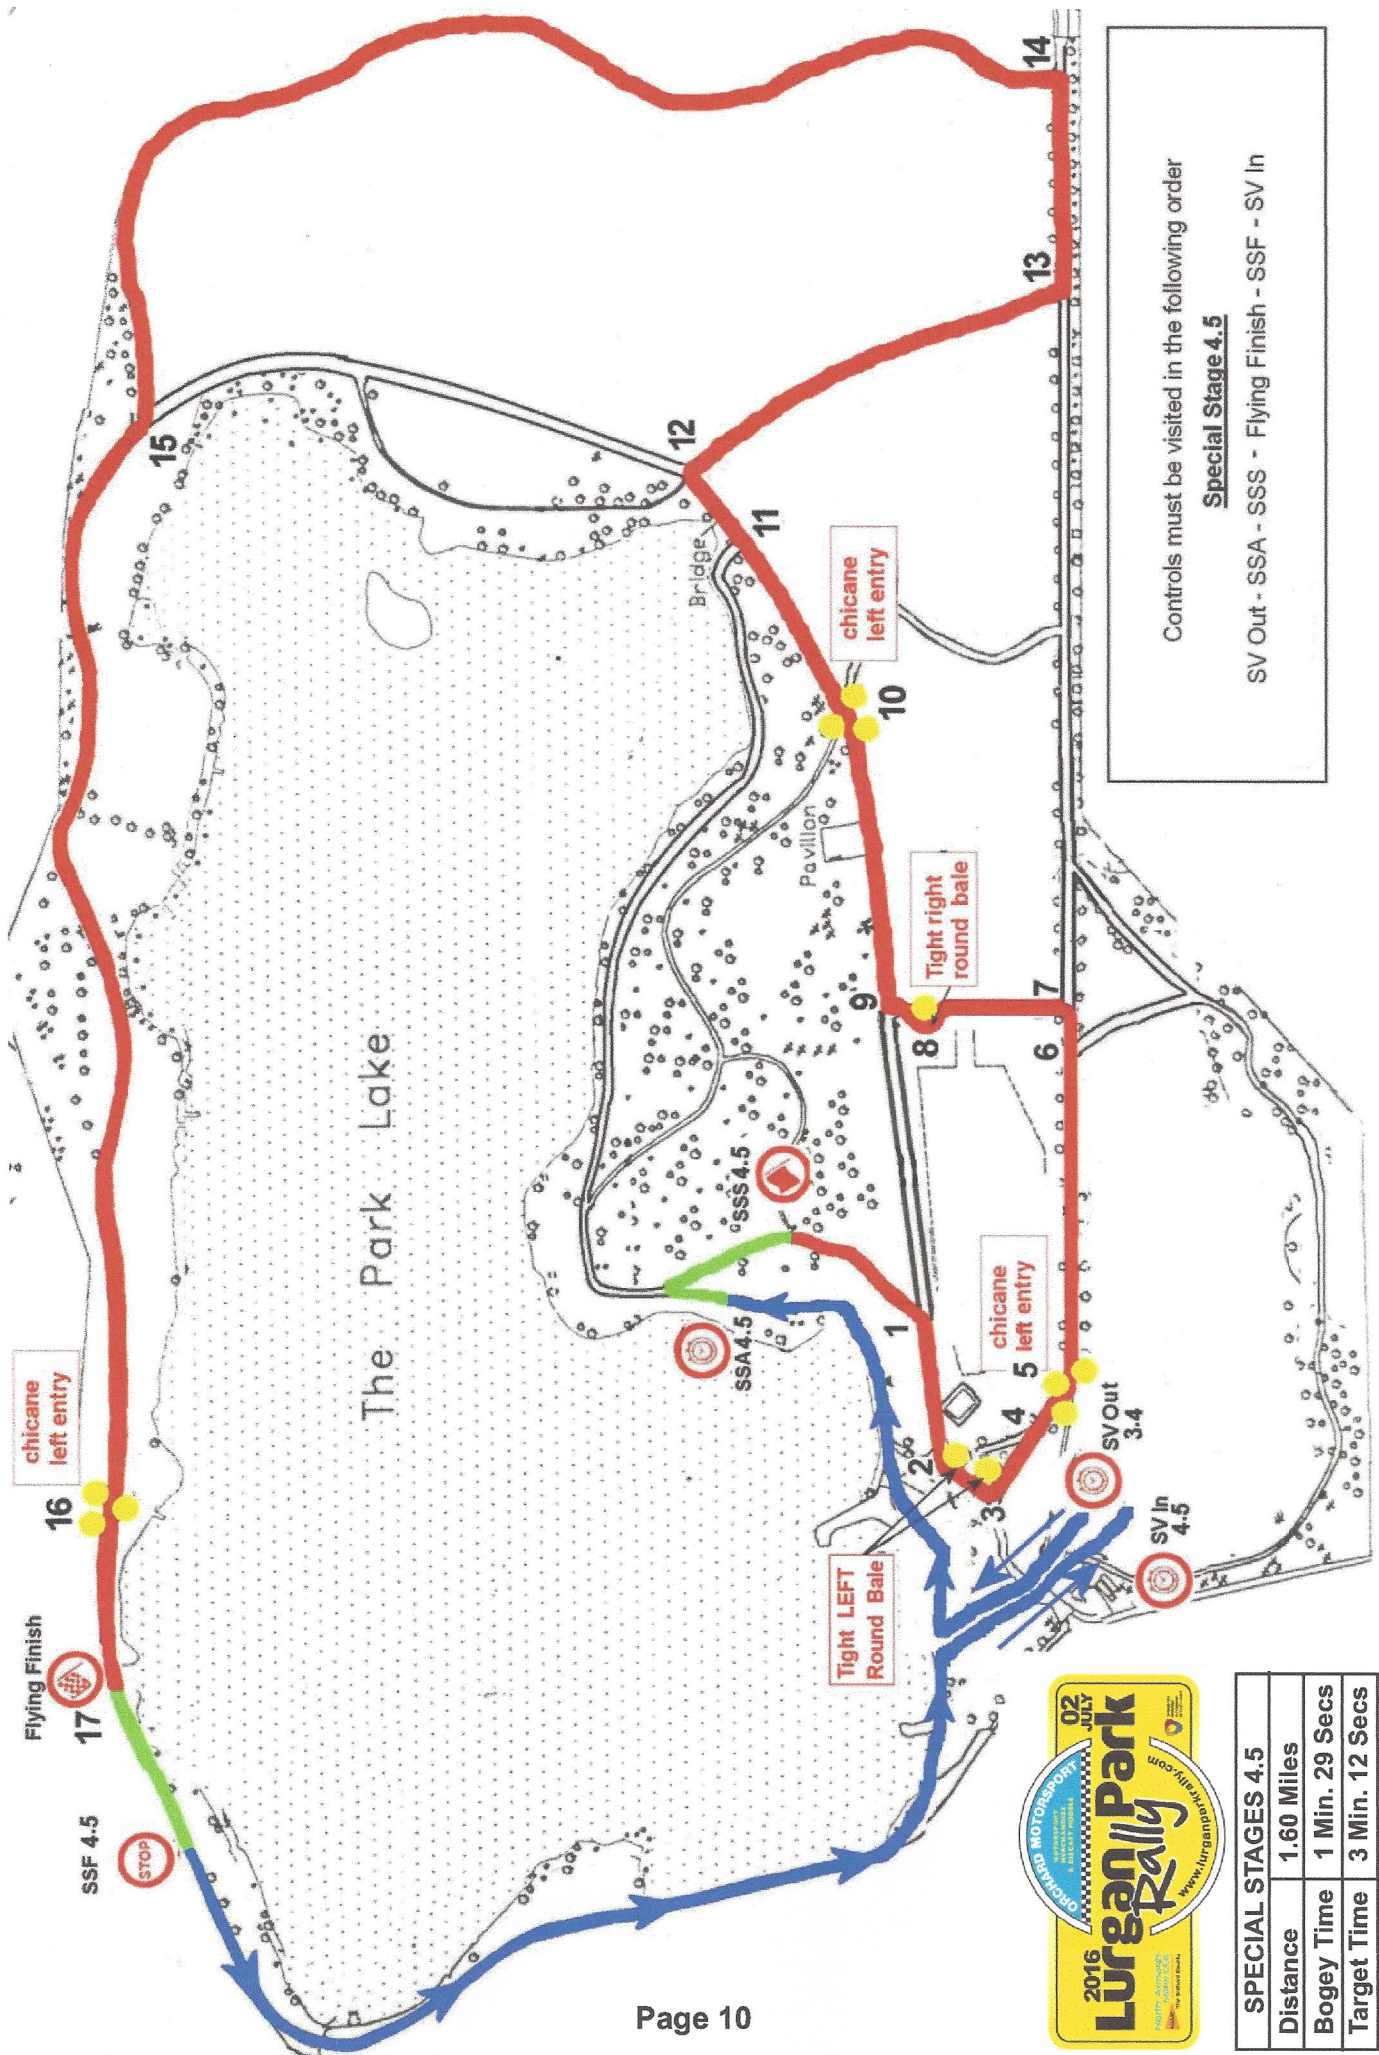 Controls must be visited in the following order
Special Stage 4.5
SV Out - SSA - SSS - Flying Finish - SSF - SV In
14
13
15
12
11
Bridge
chicane
left entry
10
Pavilion
Tight right
round bale
9
8
7
6
The Park Lake
SSS 4.5
SSA 4.5
1
chicane
left entry
5
4
SV Out
3.4
2
3
Tight LEFT
Round Bale
SV In
4.5
chicane
left entry
16
Flying Finish
17
SSF 4.5
STOP
ORCHARD MOTORSPORT
MOTORSPORT
MERCHANDISE
& DIECAST MODELS
2016
02
JULY
Lurgan Park
Rally
www.lurganparkrally.com
SPECIAL STAGES 4.5
Distance 1.60 Miles
Bogey Time 1 Min. 29 Secs
Target Time 3 Min. 12 Secs
Page 10